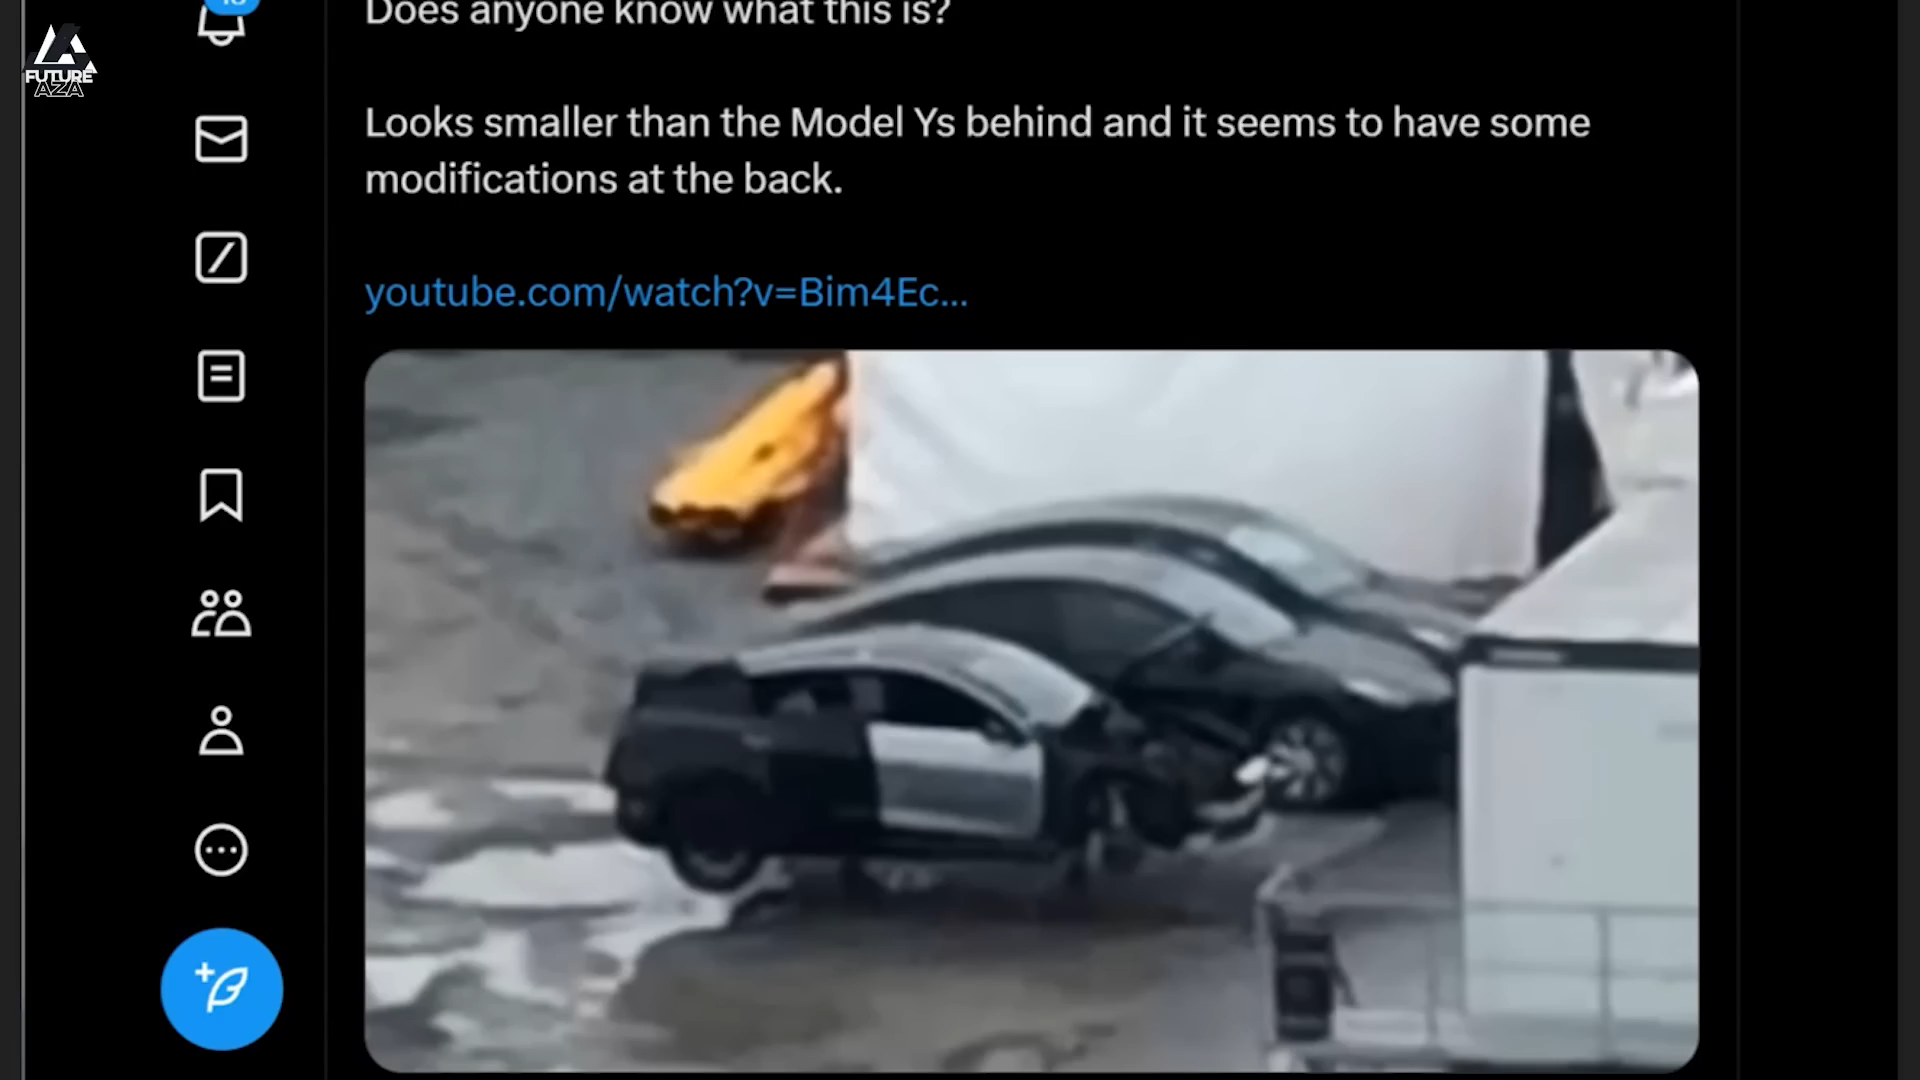 FUTURE
AZA
Does anyone know what this is?
Looks smaller than the Model Ys behind and it seems to have some
modifications at the back.
youtube.com/watch?v=Bim4Ec...